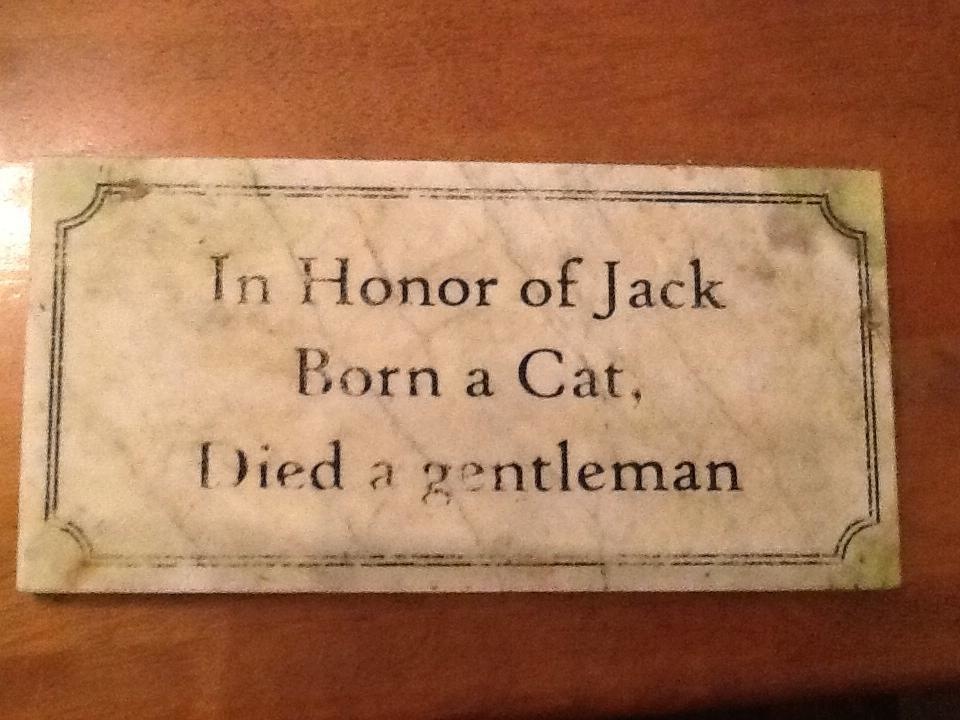 In Honor of Jack
Born a Cat,
Died a gentleman